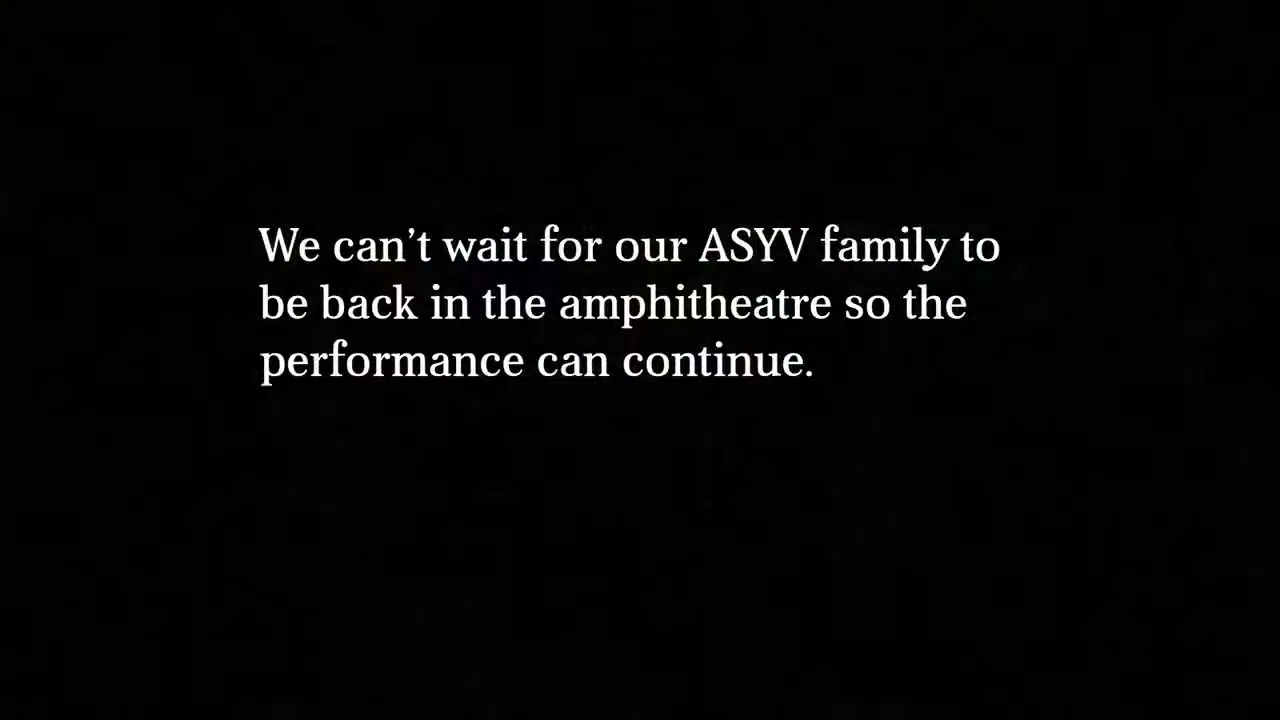 We can’t wait for our ASYV family to
be back in the amphitheatre so the
performance can continue.